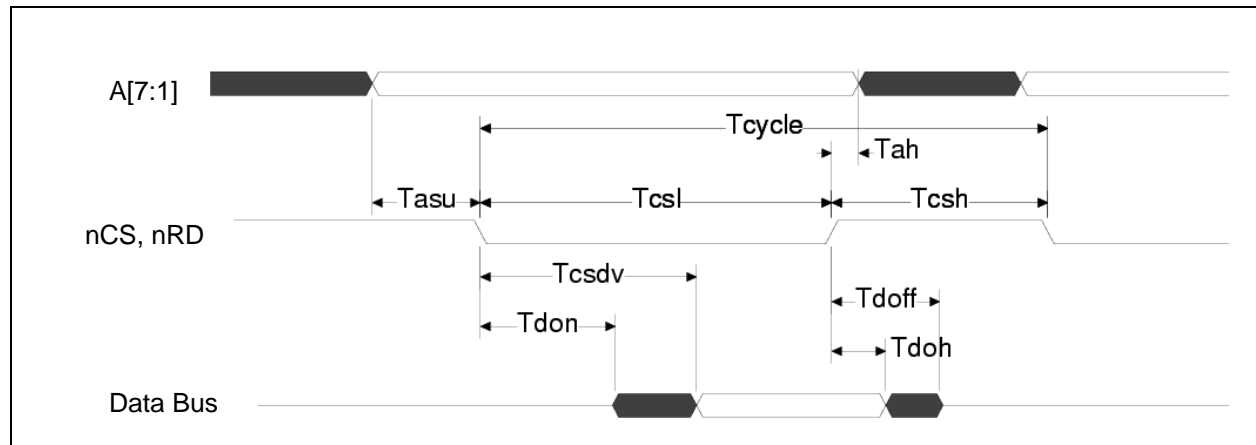 A[7:1]
Tcycle
Tah
Tasu
Tcsl
Tcsh
nCS, nRD
Tcsdv
Tdoff
Tdon
Tdoh
Data Bus